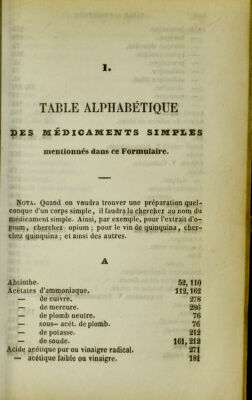 I.
TABLE ALPHABÉTIQUE
DES MÉDICAMENTS SIMPLES
mentionnés dans ce Formulaire.
NOTA. Quand on voudra trouver une préparation quel-
conque d'un corps simple, il faudra la chercher au nom du
médicament simple. Ainsi, par exemple, pour l'extrait d'o-
pium, cherchez opium; pour le vin de quinquina, cher-
chez quinquina; et ainsi des autres.
A
Absinthe. 52, 110
Acétates d'ammoniaque. 112, 162
— de cuivre. 278
— de mercure. 286
— de plomb neutre. 76
— sous-acét. de plomb. 76
— de potasse. 212
— de soude. 161, 212
Acide acétique pur ou vinaigre radical. 271
— acétique faible ou vinaigre. 181